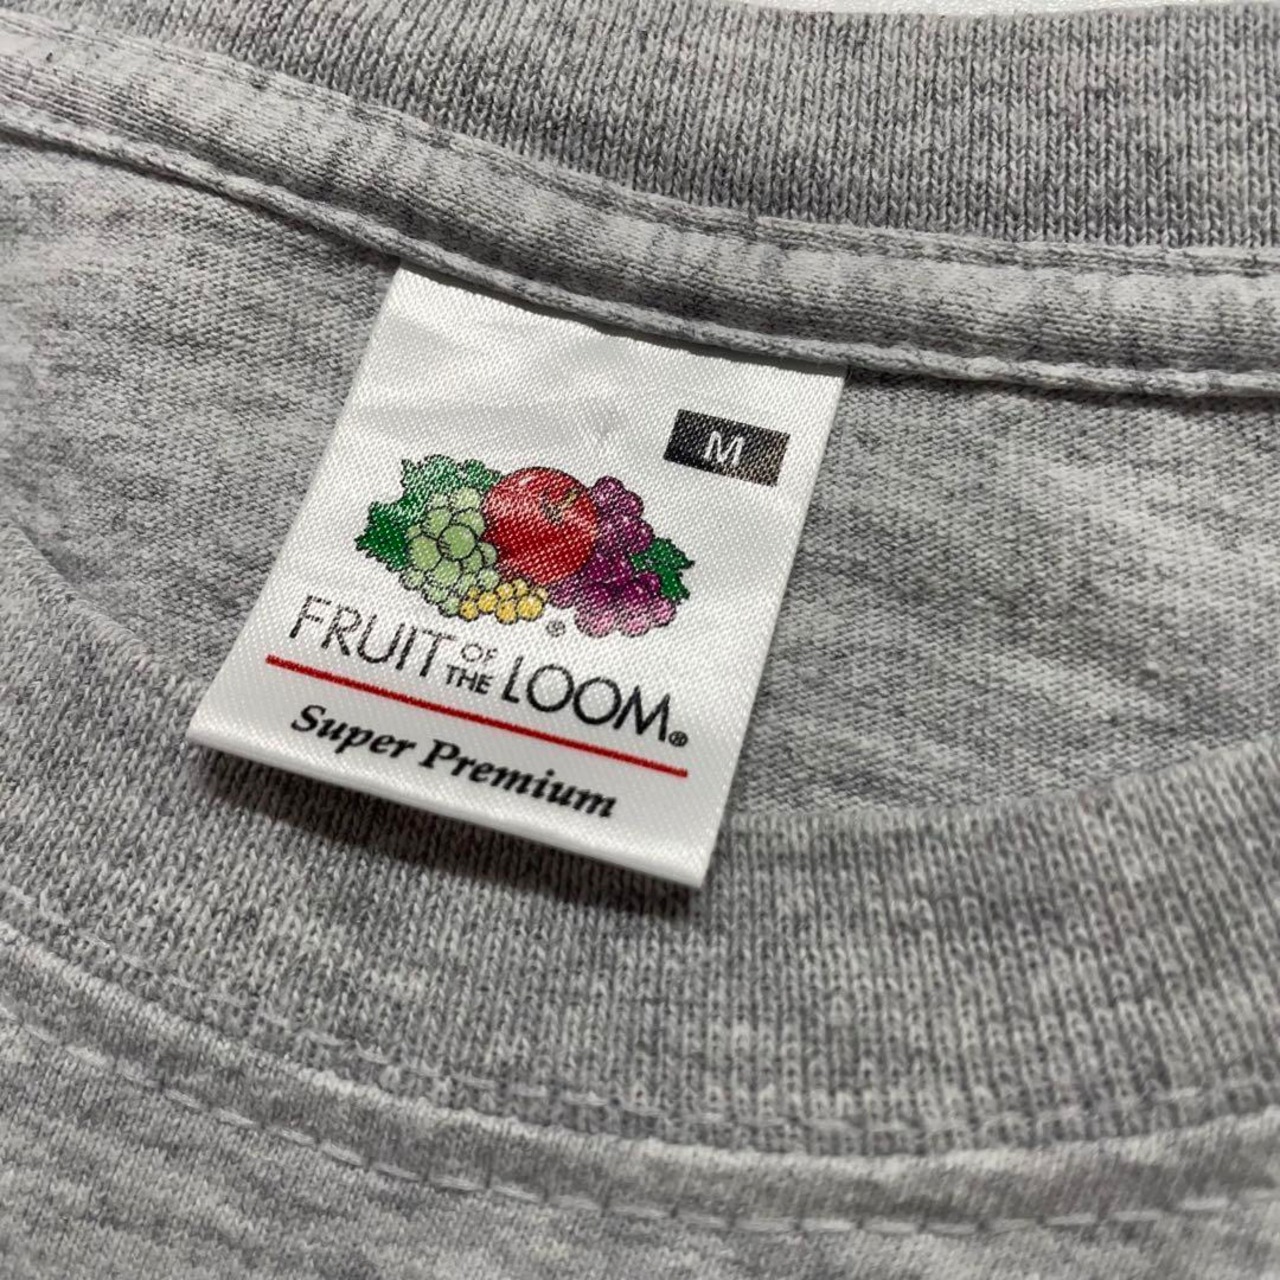 M
®
FRUIT OF THE LOOM®
Super Premium